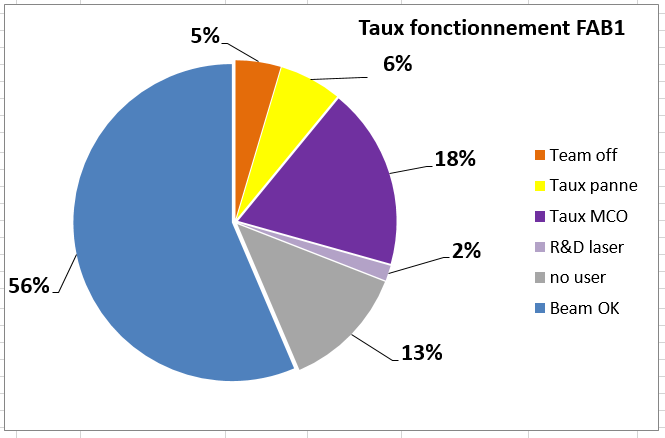 Taux fonctionnement FAB1
5%
6%
18%
2%
13%
56%
Team off
Taux panne
Taux MCO
R&D laser
no user
Beam OK